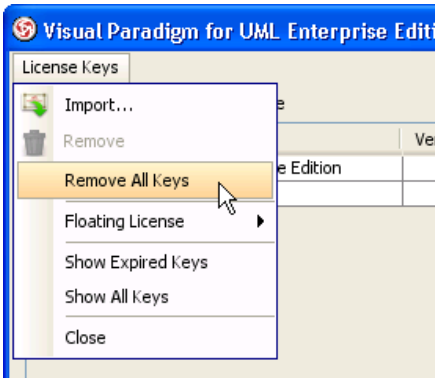 Visual Paradigm for UML Enterprise Editi
License Keys
Import...
e
Remove
Ve
e Edition
Remove All Keys
Floating License
Show Expired Keys
Show All Keys
Close